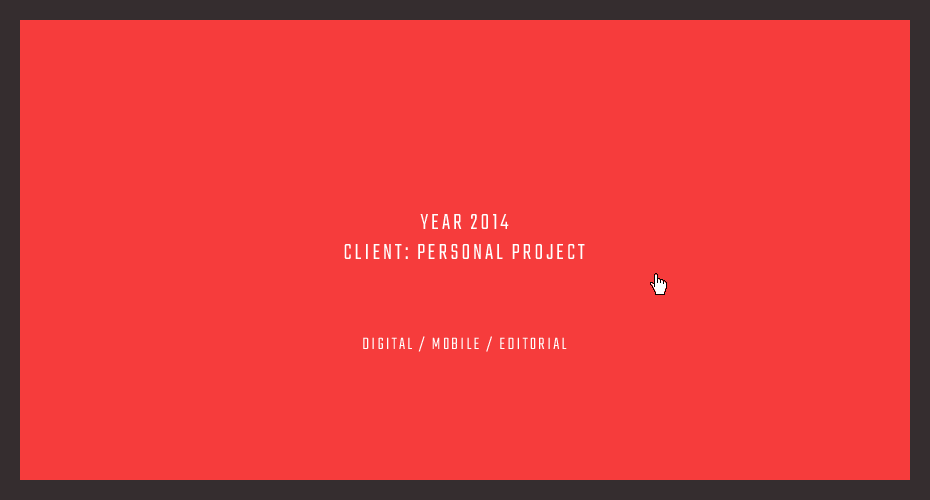 YEAR 2014
CLIENT: PERSONAL PROJECT
DIGITAL / MOBILE / EDITORIAL